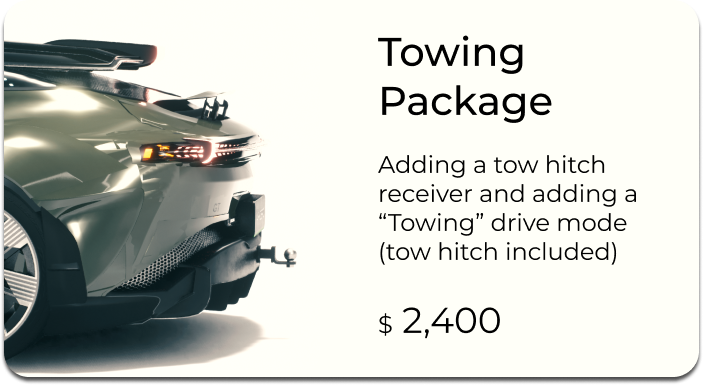 Towing
Package
Adding a tow hitch
receiver and adding a
“Towing” drive mode
(tow hitch included)
$ 2,400